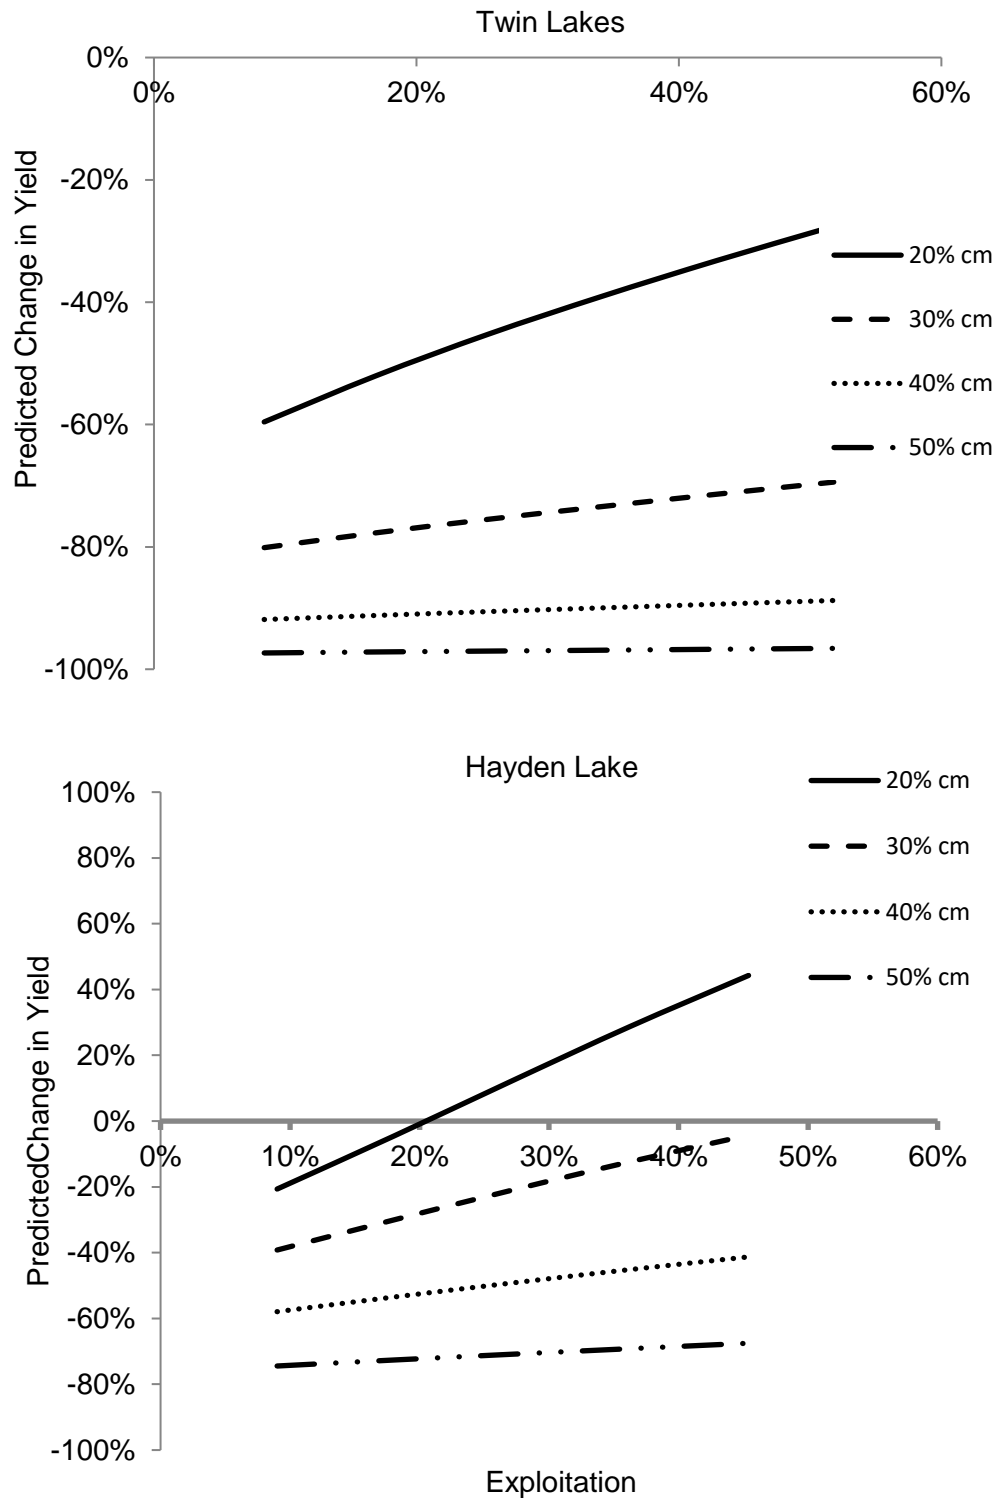 Twin Lakes
0%
0% 20% 40% 60%
-20%
-40%
-60%
-80%
-100%
Predicted Change in Yield
20% cm
30% cm
40% cm
50% cm
Hayden Lake
100%
80%
60%
40%
20%
0%
0% 10% 20% 30% 40% 50% 60%
-20%
-40%
-60%
-80%
-100%
PredictedChange in Yield
20% cm
30% cm
40% cm
50% cm
Exploitation